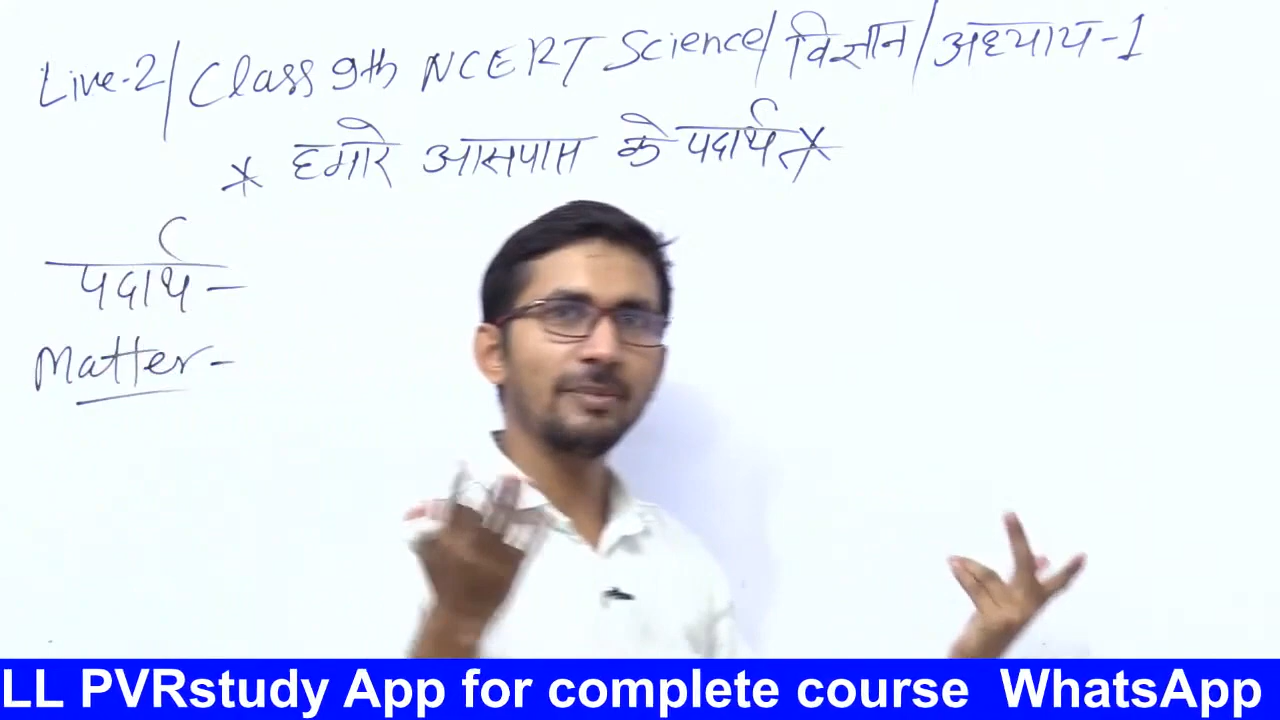 Live-2/Class 9th NCERT Science/विज्ञान/अध्याय-1
* हमारे आसपास के पदार्थ *
पदार्थ -
Matter -
LL PVRstudy App for complete course WhatsApp